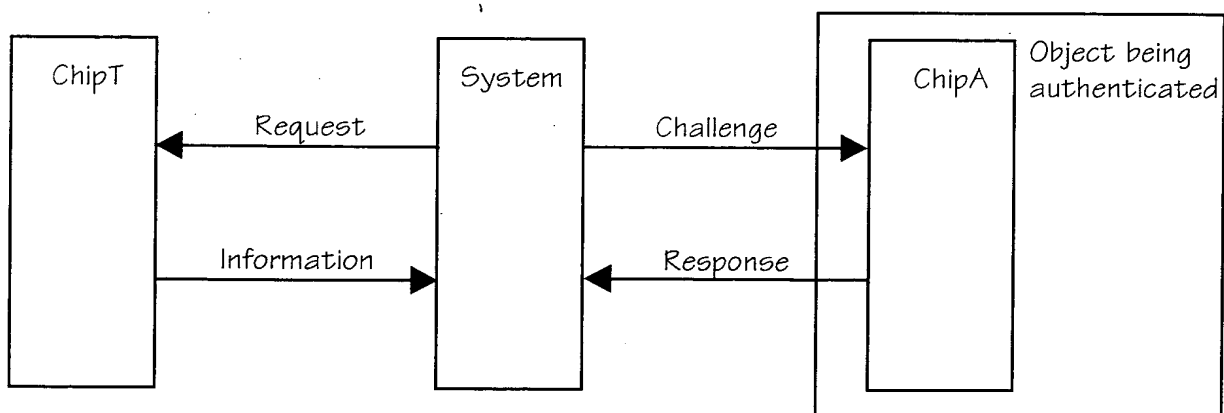 ChipT
System
ChipA
Object being
authenticated
Request
Challenge
Information
Response